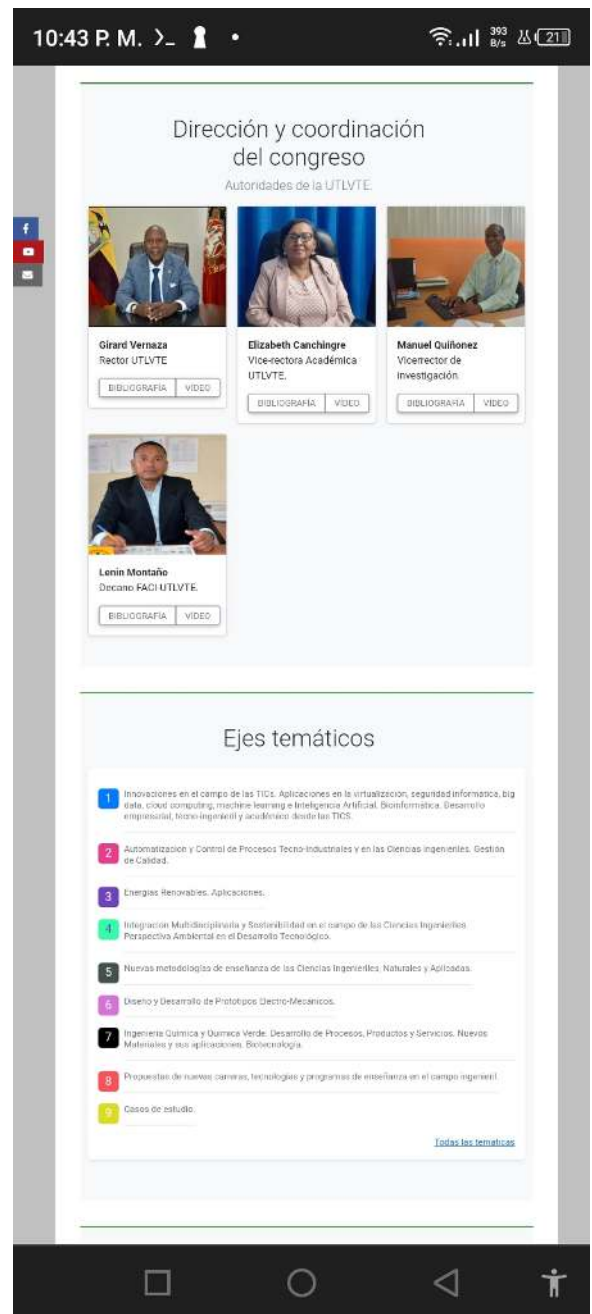 10:43 P. M.
393
B/s
21
Dirección y coordinación
del congreso
Autoridades de la UTLVTE.
Girard Vernaza
Rector UTLVTE
BIBLIOGRAFÍA VÍDEO
Elizabeth Canchingre
Vice-rectora Académica
UTLVTE.
BIBLIOGRAFÍA VÍDEO
Manuel Quiñonez
Vicerrector de
investigación.
BIBLIOGRAFÍA VÍDEO
Lenin Montaño
Decano FACI-UTLVTE.
BIBLIOGRAFÍA VÍDEO
Ejes temáticos
1 Innovaciones en el campo de las TICs. Aplicaciones en la virtualización, seguridad informática, big
data, cloud computing, machine learning e Inteligencia Artificial. Bioinformática. Desarrollo
empresarial, tecno-ingenieril y académico desde las TICS.
2 Automatización y Control de Procesos Tecno-Industriales y en las Ciencias Ingenieriles. Gestión
de Calidad.
3 Energías Renovables. Aplicaciones.
4 Integración Multidisciplinaria y Sostenibilidad en el campo de las Ciencias Ingenieriles
Perspectiva Ambiental en el Desarrollo Tecnológico.
5 Nuevas metodologías de enseñanza de las Ciencias Ingenieriles, Naturales y Aplicadas.
6 Diseño y Desarrollo de Prototipos Electro-Mecánicos.
7 Ingeniería Química y Química Verde. Desarrollo de Procesos, Productos y Servicios. Nuevos
Materiales y sus aplicaciones. Biotecnología.
8 Propuestas de nuevas carreras, tecnologías y programas de enseñanza en el campo ingenieril.
9 Casos de estudio.
Todas las temáticas